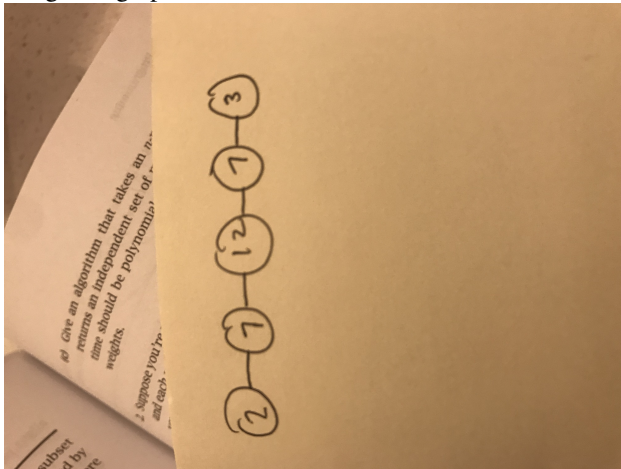 Give an algorithm that takes an
returns an independent set of
time should be polynomial
weights.
2. Suppose you're
and each
subset
d by
re
2 7 12 7 3